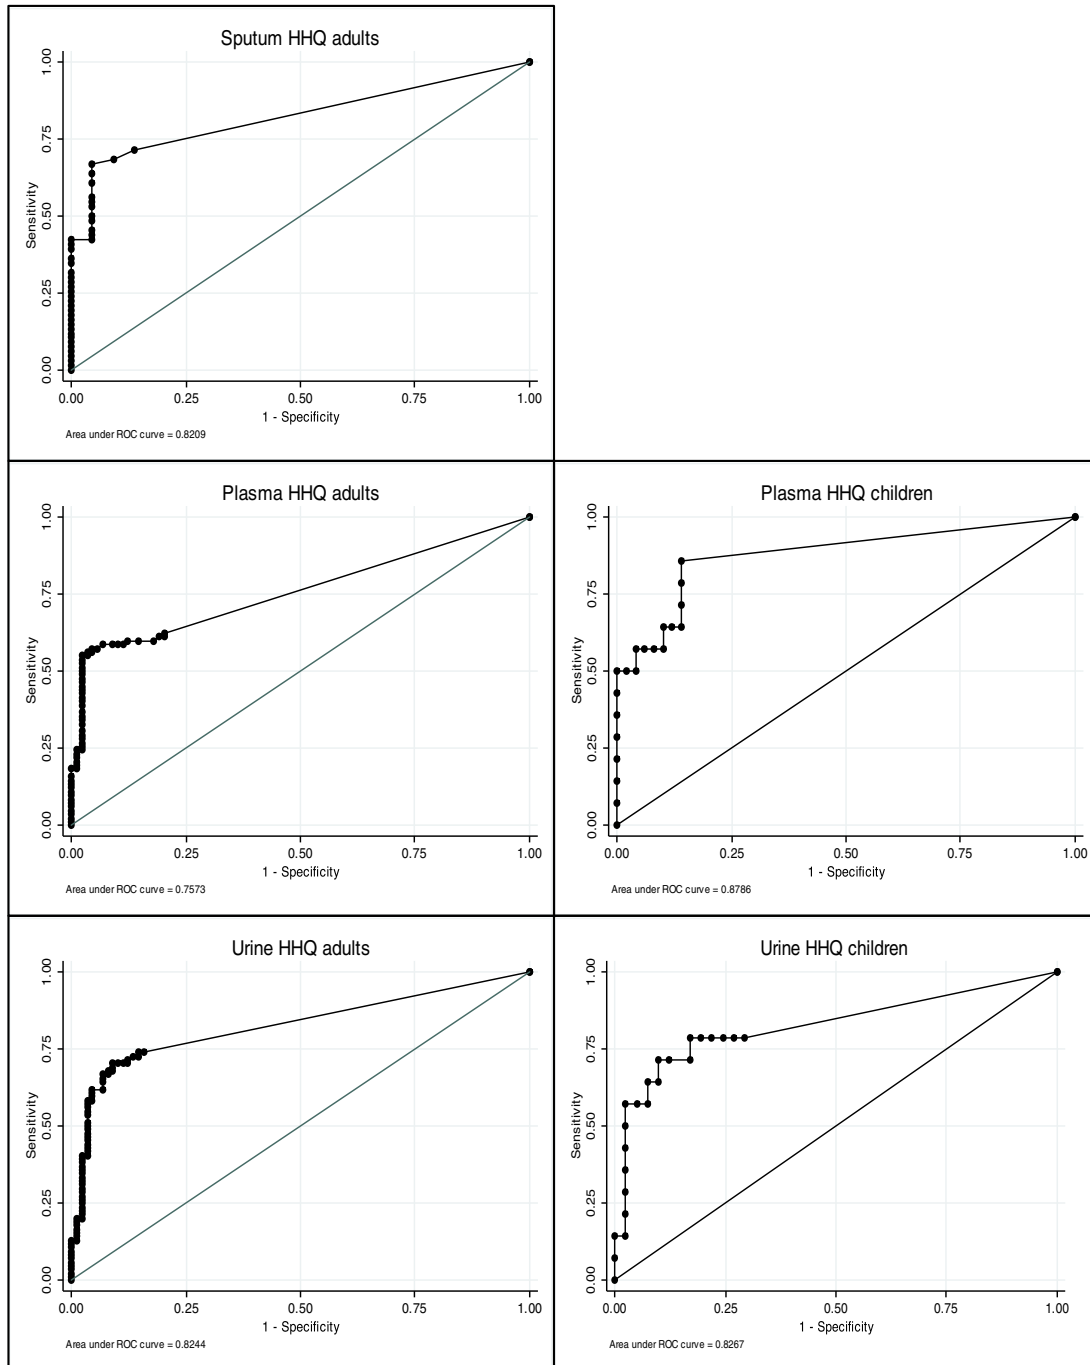 Sputum HHQ adults
Sensitivity
1.00
0.75
0.50
0.25
0.00
0.00 0.25 0.50 0.75 1.00
1 - Specificity
Area under ROC curve = 0.8209
Plasma HHQ adults
Sensitivity
1.00
0.75
0.50
0.25
0.00
0.00 0.25 0.50 0.75 1.00
1 - Specificity
Area under ROC curve = 0.7573
Plasma HHQ children
Sensitivity
1.00
0.75
0.50
0.25
0.00
0.00 0.25 0.50 0.75 1.00
1 - Specificity
Area under ROC curve = 0.8786
Urine HHQ adults
Sensitivity
1.00
0.75
0.50
0.25
0.00
0.00 0.25 0.50 0.75 1.00
1 - Specificity
Area under ROC curve = 0.8244
Urine HHQ children
Sensitivity
1.00
0.75
0.50
0.25
0.00
0.00 0.25 0.50 0.75 1.00
1 - Specificity
Area under ROC curve = 0.8267